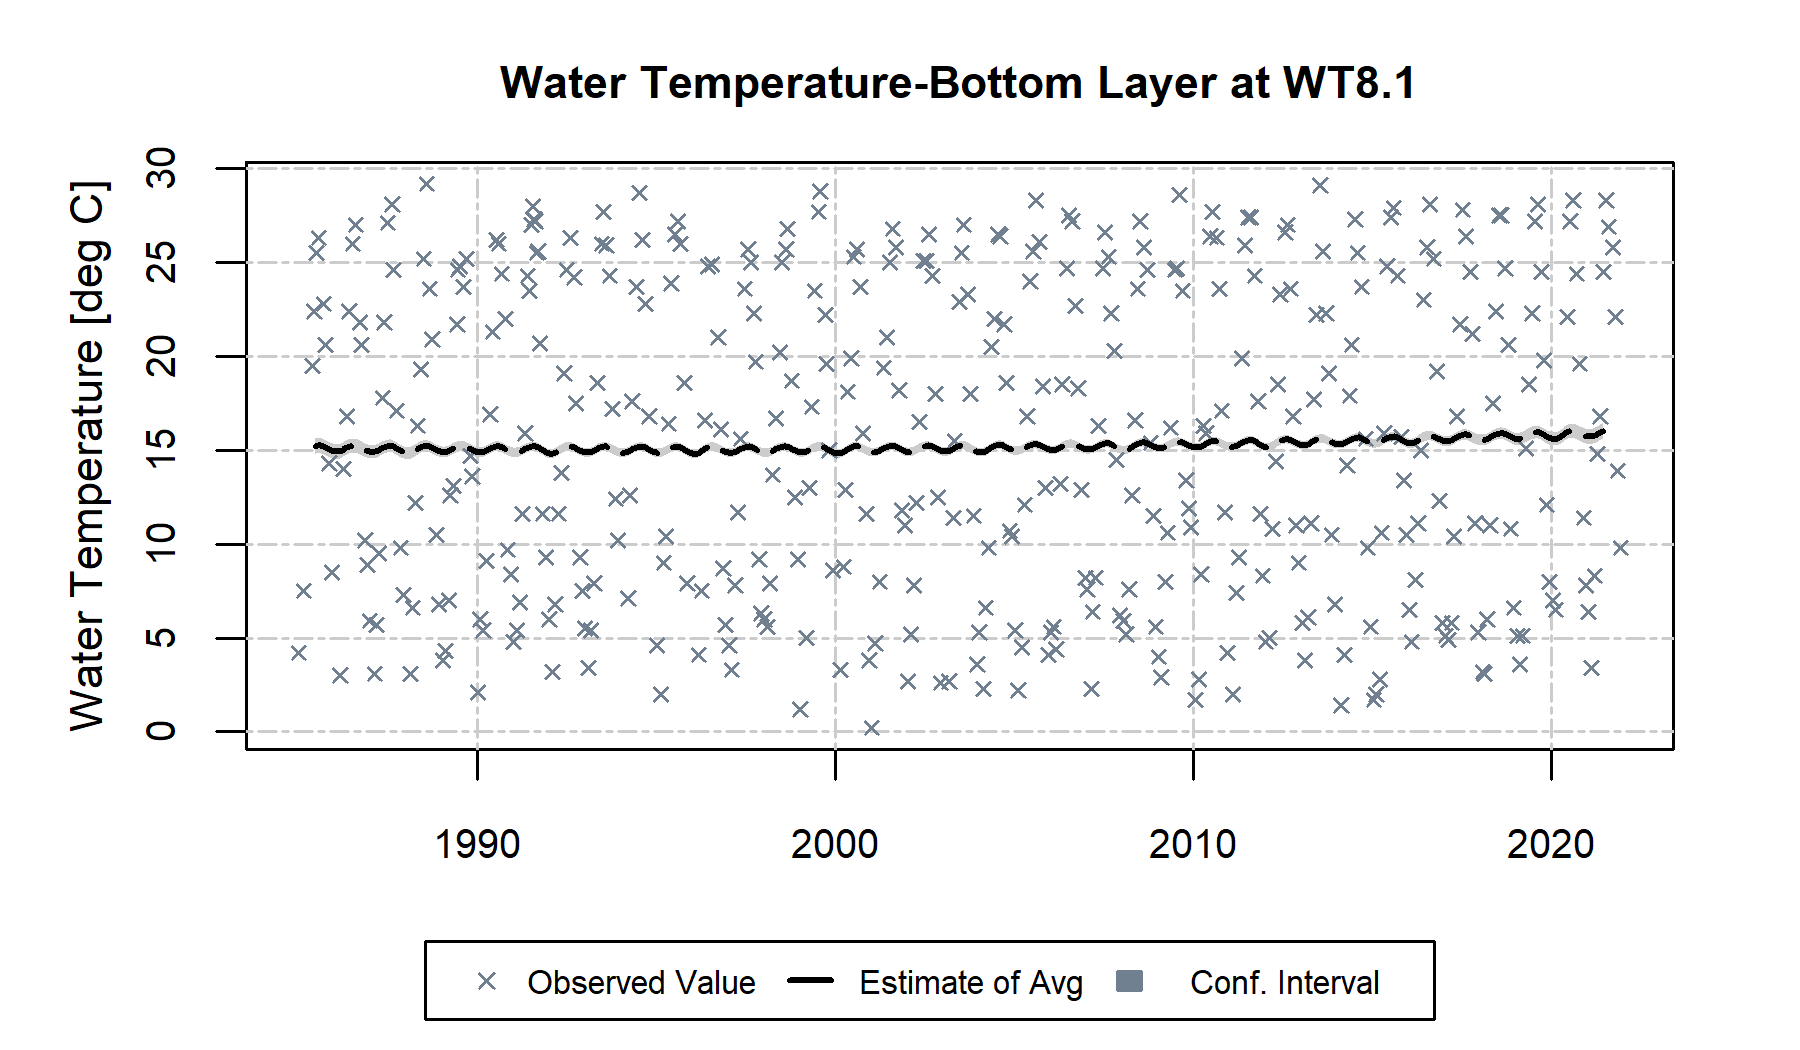 Water Temperature-Bottom Layer at WT8.1
Water Temperature [deg C]
30
25
20
15
10
5
0
1990 2000 2010 2020
Observed Value Estimate of Avg Conf. Interval